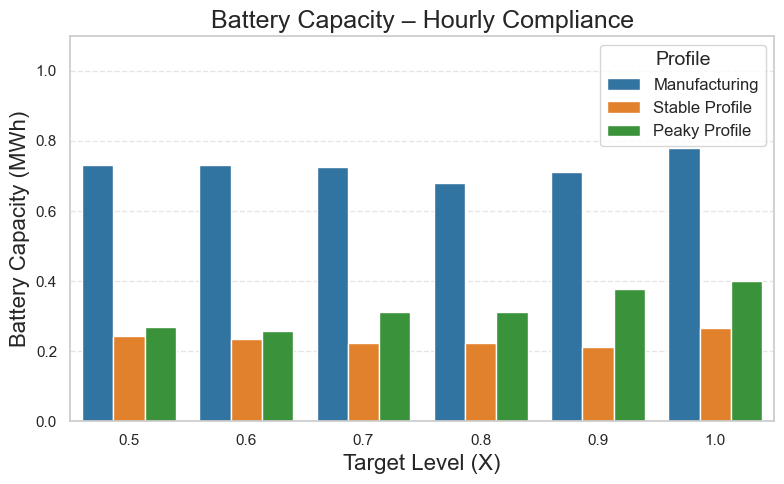 Battery Capacity – Hourly Compliance
Battery Capacity (MWh)
1.0
0.8
0.6
0.4
0.2
0.0
Profile
Manufacturing
Stable Profile
Peaky Profile
0.5 0.6 0.7 0.8 0.9 1.0
Target Level (X)